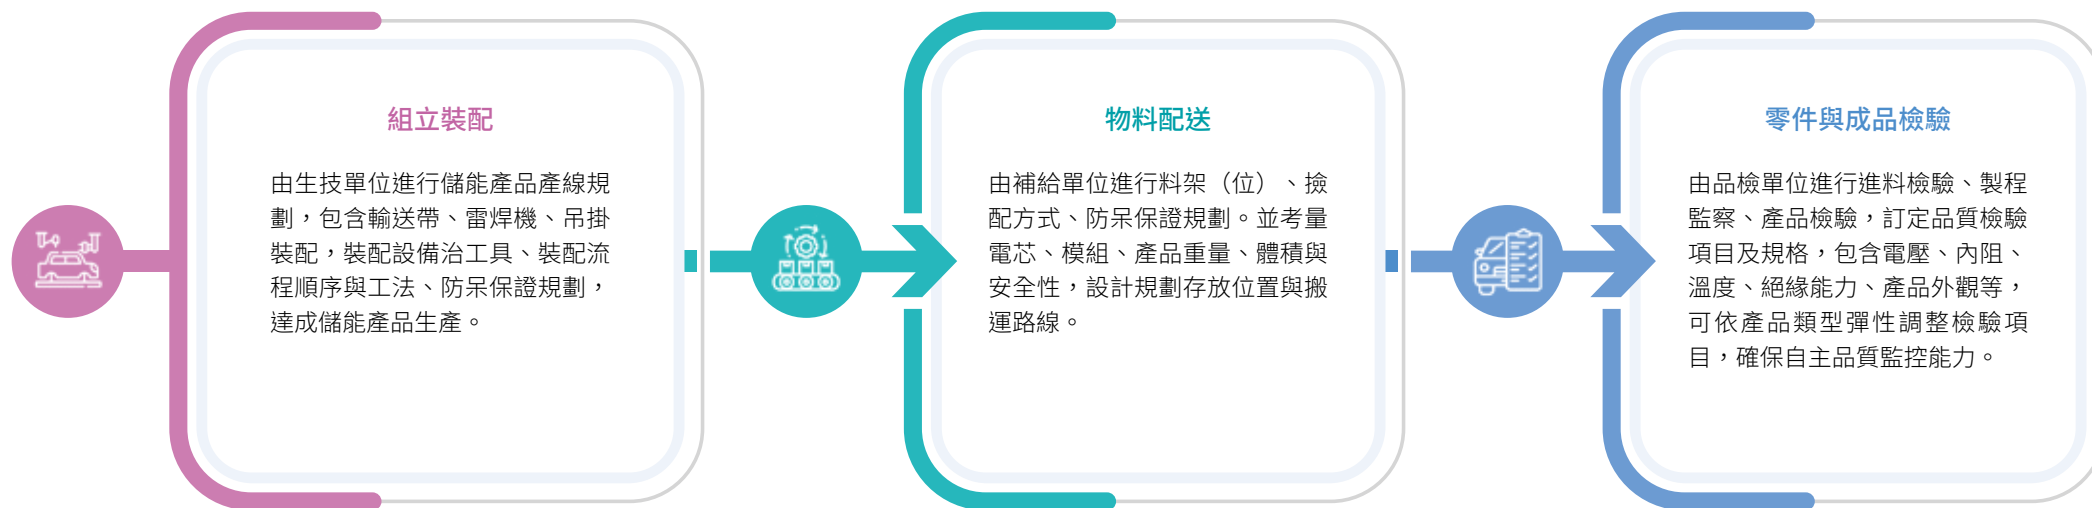 組立裝配
由生技單位進行儲能產品產線規
劃，包含輸送帶、雷焊機、吊掛
裝配，裝配設備治工具、裝配流
程順序與工法、防呆保證規劃，
達成儲能產品生產。
物料配送
由補給單位進行料架（位）、撿
配方式、防呆保證規劃。並考量
電芯、模組、產品重量、體積與
安全性，設計規劃存放位置與搬
運路線。
零件與成品檢驗
由品檢單位進行進料檢驗、製程
監察、產品檢驗，訂定品質檢驗
項目及規格，包含電壓、內阻、
溫度、絕緣能力、產品外觀等，
可依產品類型彈性調整檢驗項
目，確保自主品質監控能力。